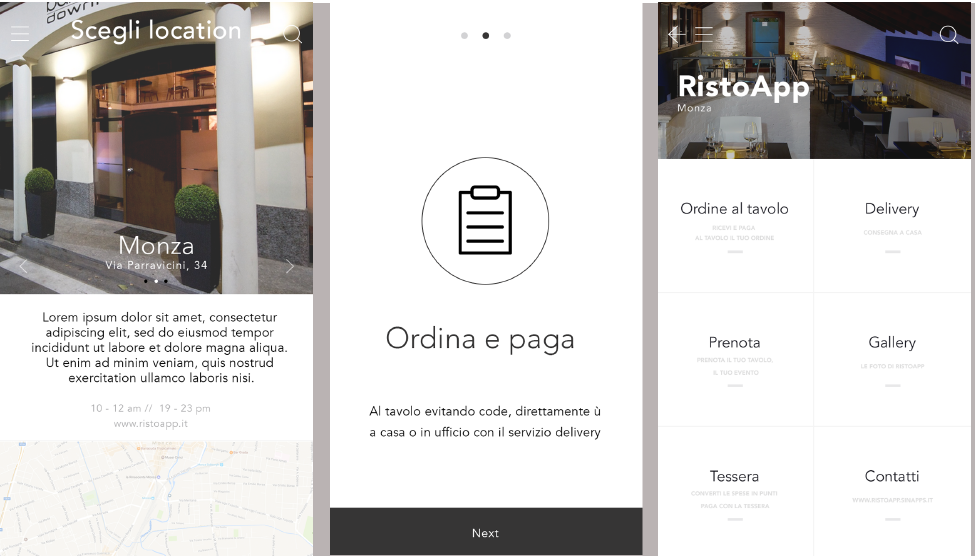 Scegli location
Monza
Via Parravicini, 34
Lorem ipsum dolor sit amet, consectetur
adipiscing elit, sed do eiusmod tempor
incididunt ut labore et dolore magna aliqua.
Ut enim ad minim veniam, quis nostrud
exercitation ullamco laboris nisi.
10 - 12 am // 19 - 23 pm
www.ristoapp.it
Ordina e paga
Al tavolo evitando code, direttamente ù
a casa o in ufficio con il servizio delivery
Next
RistoApp
Monza
Ordine al tavolo
RICEVI E PAGA
AL TAVOLO IL TUO ORDINE
Delivery
CONSEGNA A CASA
Prenota
PRENOTA IL TUO TAVOLO,
IL TUO EVENTO
Gallery
LE FOTO DI RISTOAPP
Tessera
CONVERTI LE SPESE IN PUNTI
PAGA CON LA TESSERA
Contatti